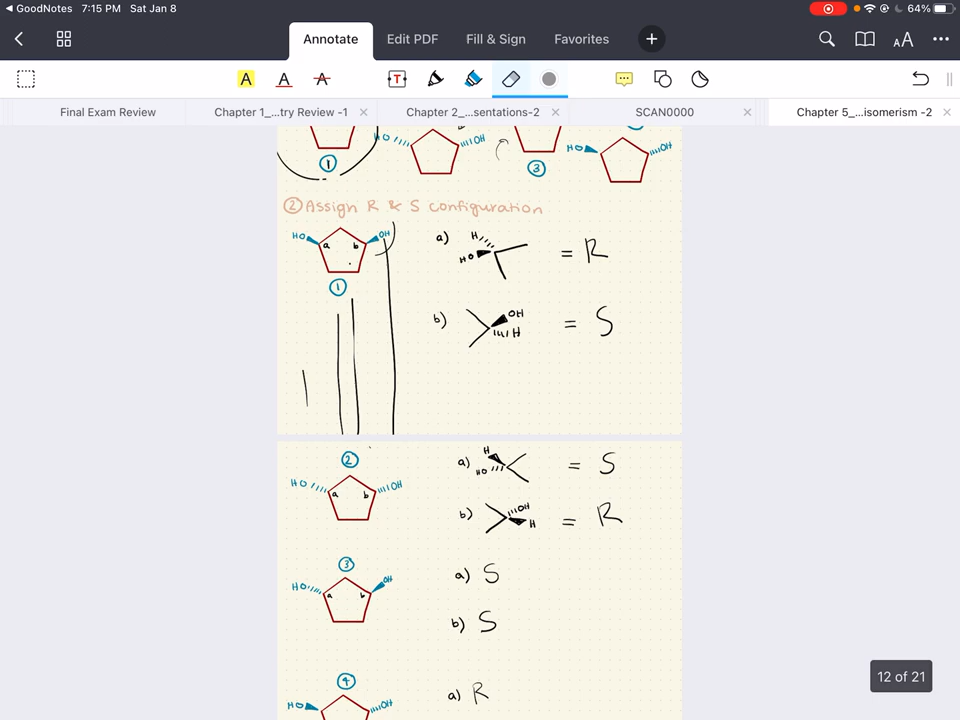 GoodNotes 7:15 PM Sat Jan 8 64%
Annotate Edit PDF Fill & Sign Favorites
A A A T AA
Final Exam Review Chapter 1_...try Review -1 Chapter 2_...sentations-2 SCAN0000 Chapter 5_...isomerism -2
HO OH HO OH
1 3
2 Assign R & S configuration
HO OH a b
1
a) H HO = R
b) OH H = S
2
HO OH a b
a) H HO = S
b) OH H = R
3
HO OH a b
a) S
b) S
4
HO OH
a) R
12 of 21